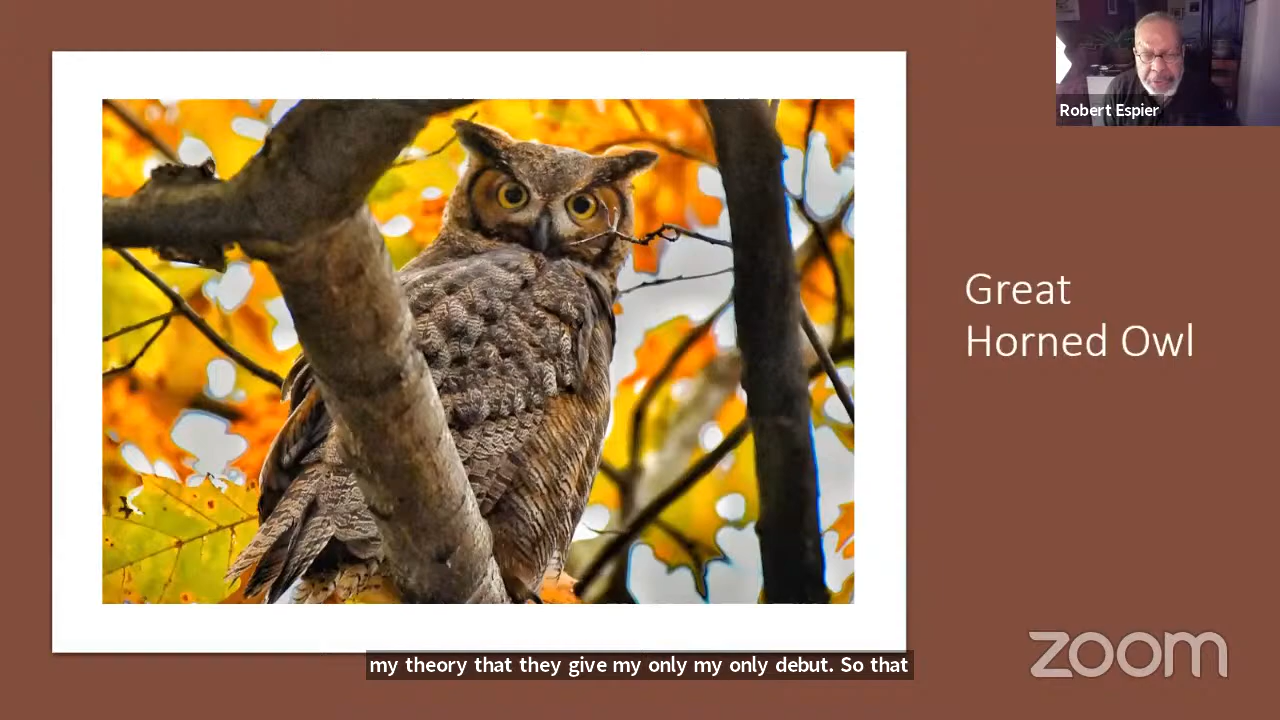 Robert Espier
Great
Horned Owl
my theory that they give my only my only debut. So that
zoom